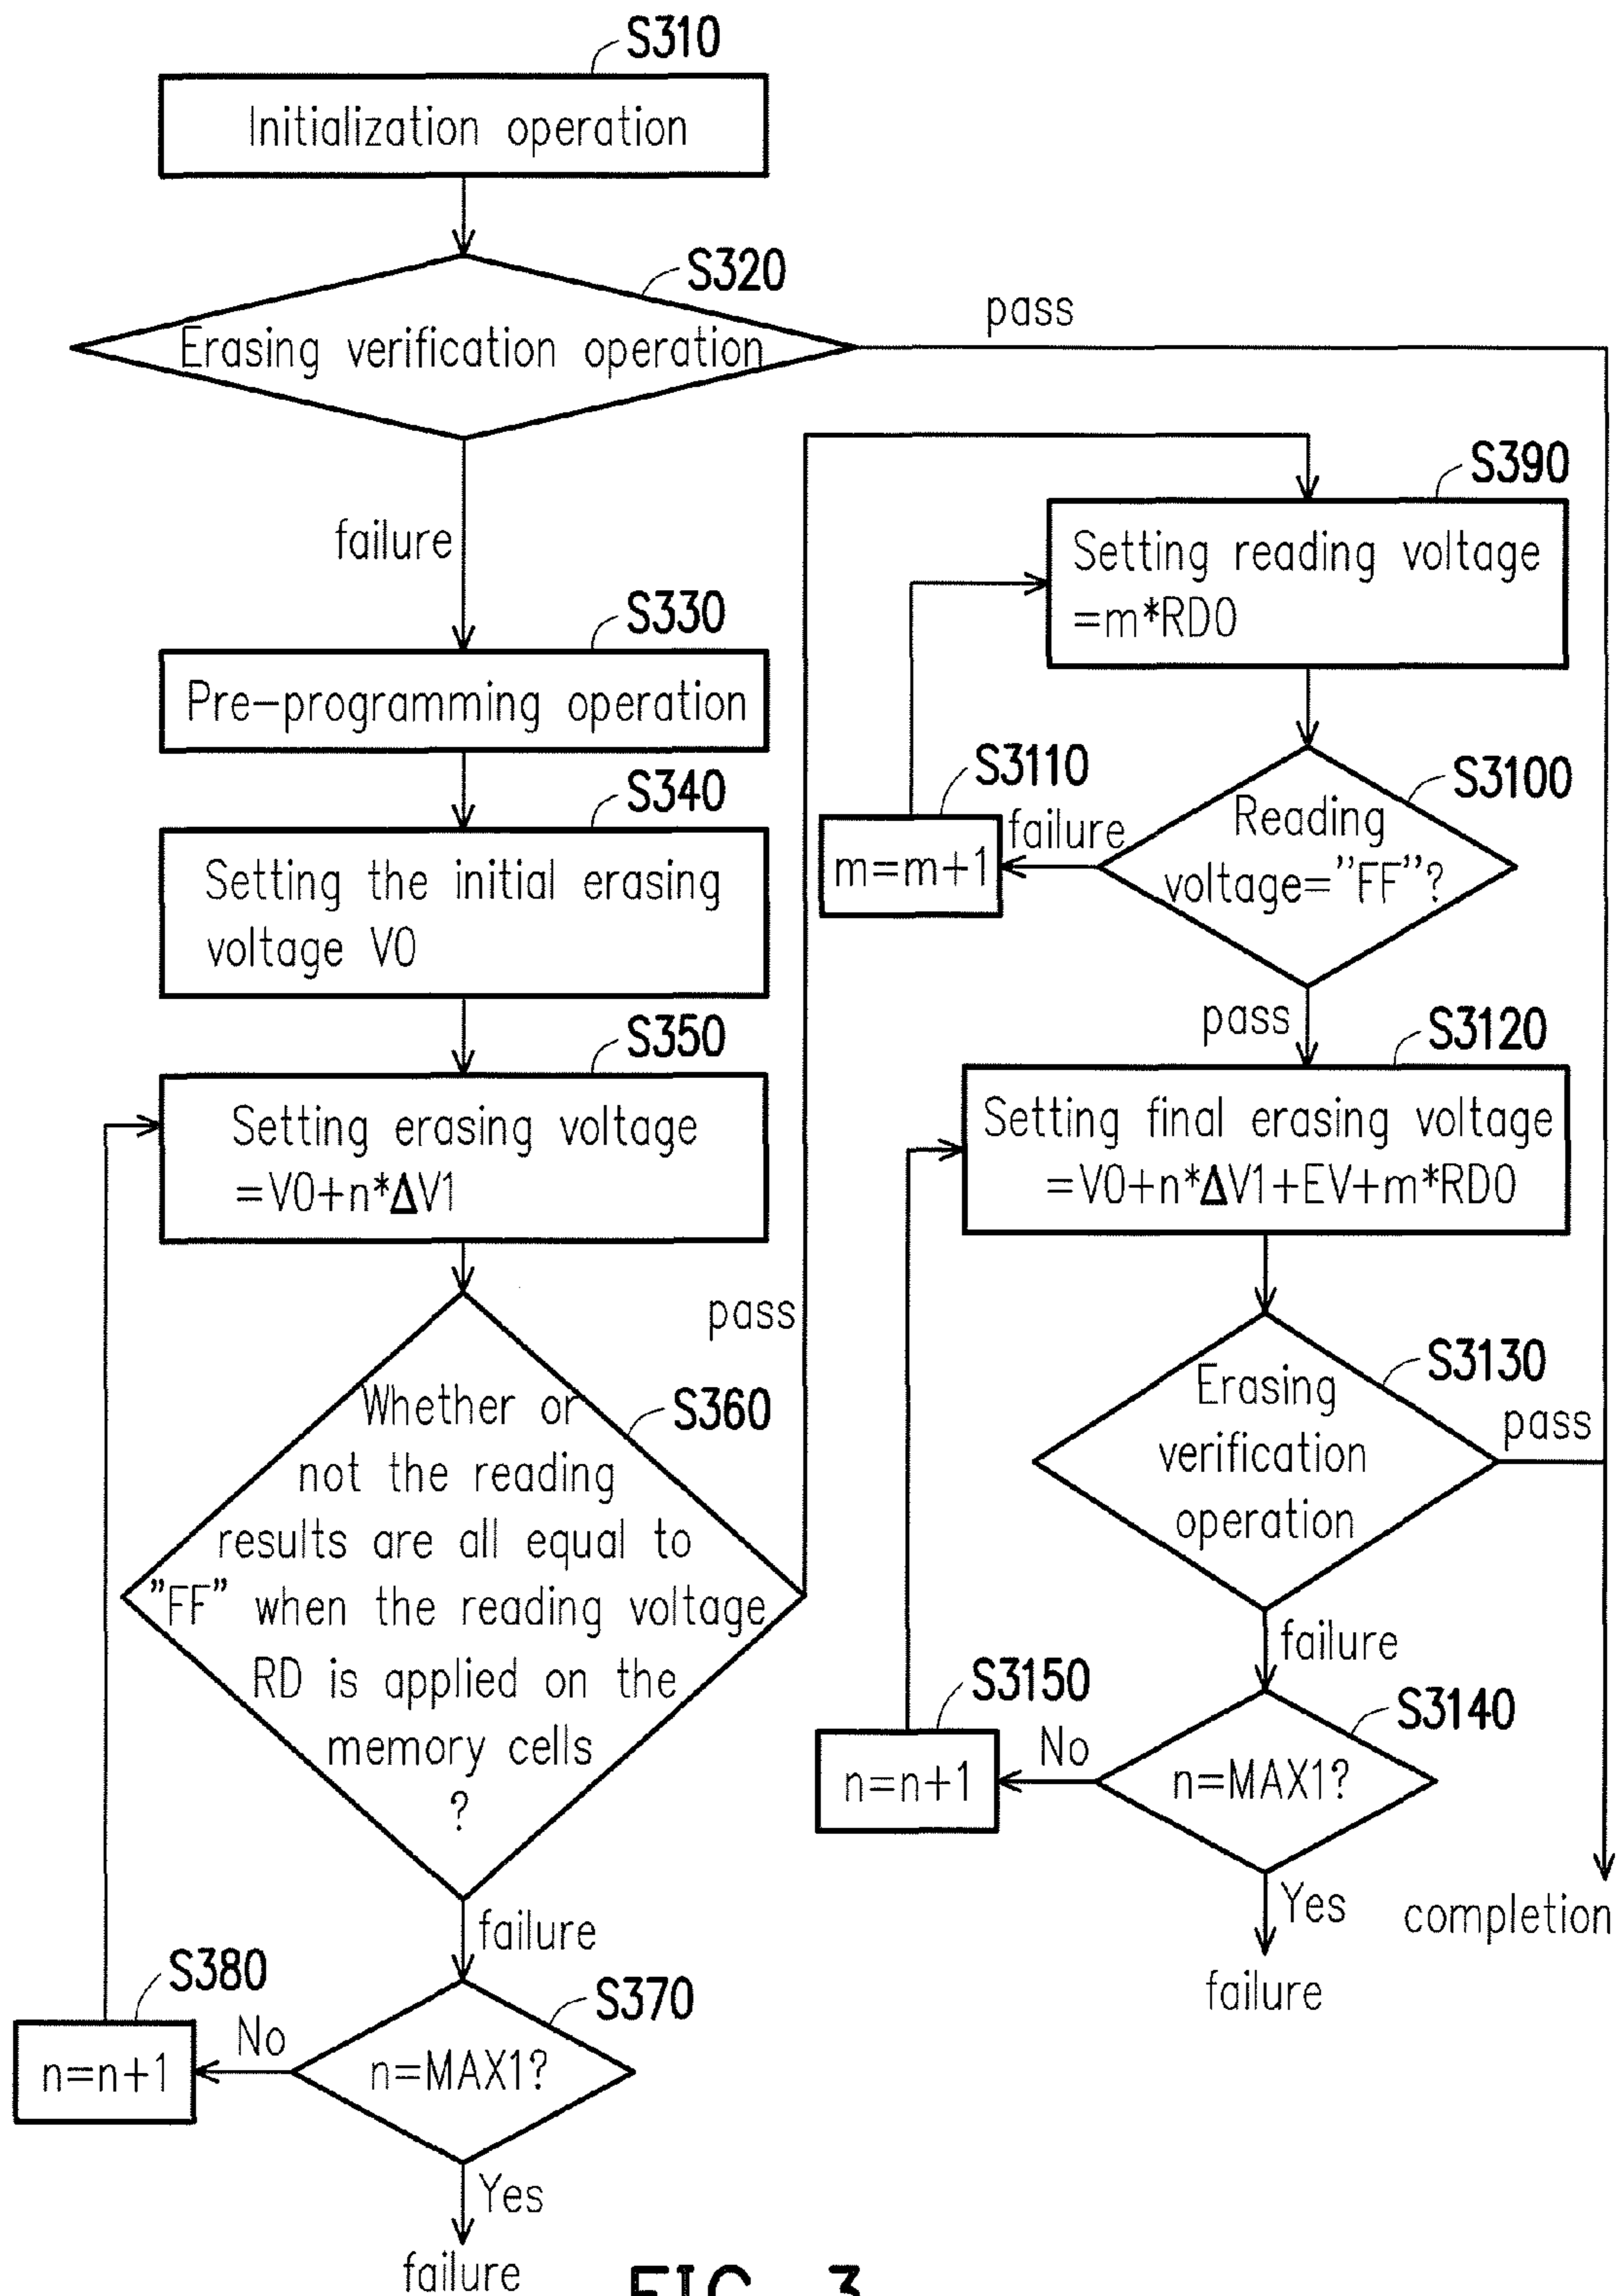 S310
Initialization operation
S320
Erasing verification operation
pass
failure
S330
Pre-programming operation
S340
Setting the initial erasing
voltage V0
S350
Setting erasing voltage
=V0+n*ΔV1
pass
S360
Whether or
not the reading
results are all equal to
"FF" when the reading voltage
RD is applied on the
memory cells
?
failure
S370
n=MAX1?
No
S380
n=n+1
Yes
failure
S390
Setting reading voltage
=m*RD0
S3100
Reading
voltage="FF"?
failure
S3110
m=m+1
pass
S3120
Setting final erasing voltage
=V0+n*ΔV1+EV+m*RD0
S3130
Erasing
verification
operation
pass
failure
S3140
n=MAX1?
No
S3150
n=n+1
Yes
failure
completion
FIG. 3